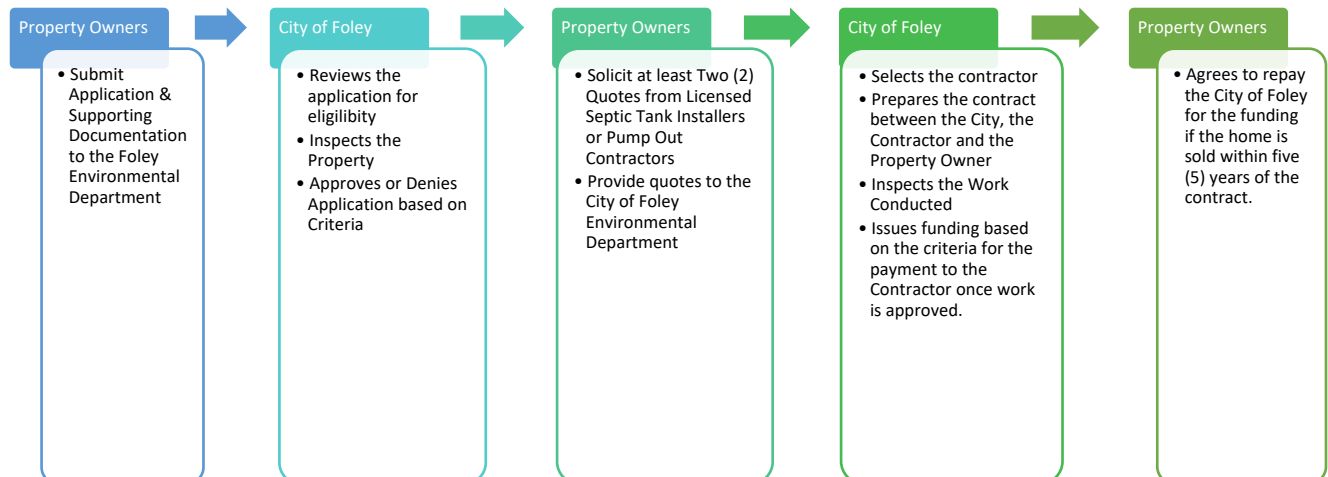 Property Owners
• Submit
Application &
Supporting
Documentation
to the Foley
Environmental
Department
City of Foley
• Reviews the
application for
egilibity
• Inspects the
Property
• Approves or Denies
Application based on
Criteria
Property Owners
• Solicit at least Two (2)
Quotes from Licensed
Septic Tank Installers
or Pump Out
Contractors
• Provide quotes to the
City of Foley
Environmental
Department
City of Foley
• Selects the contractor
• Prepares the contract
between the City, the
Contractor and the
Property Owner
• Inspects the Work
Conducted
• Issues funding based
on the criteria for the
payment to the
Contractor once work
is approved.
Property Owners
• Agrees to repay
the City of Foley
for the funding
if the home is
sold within five
(5) years of the
contract.